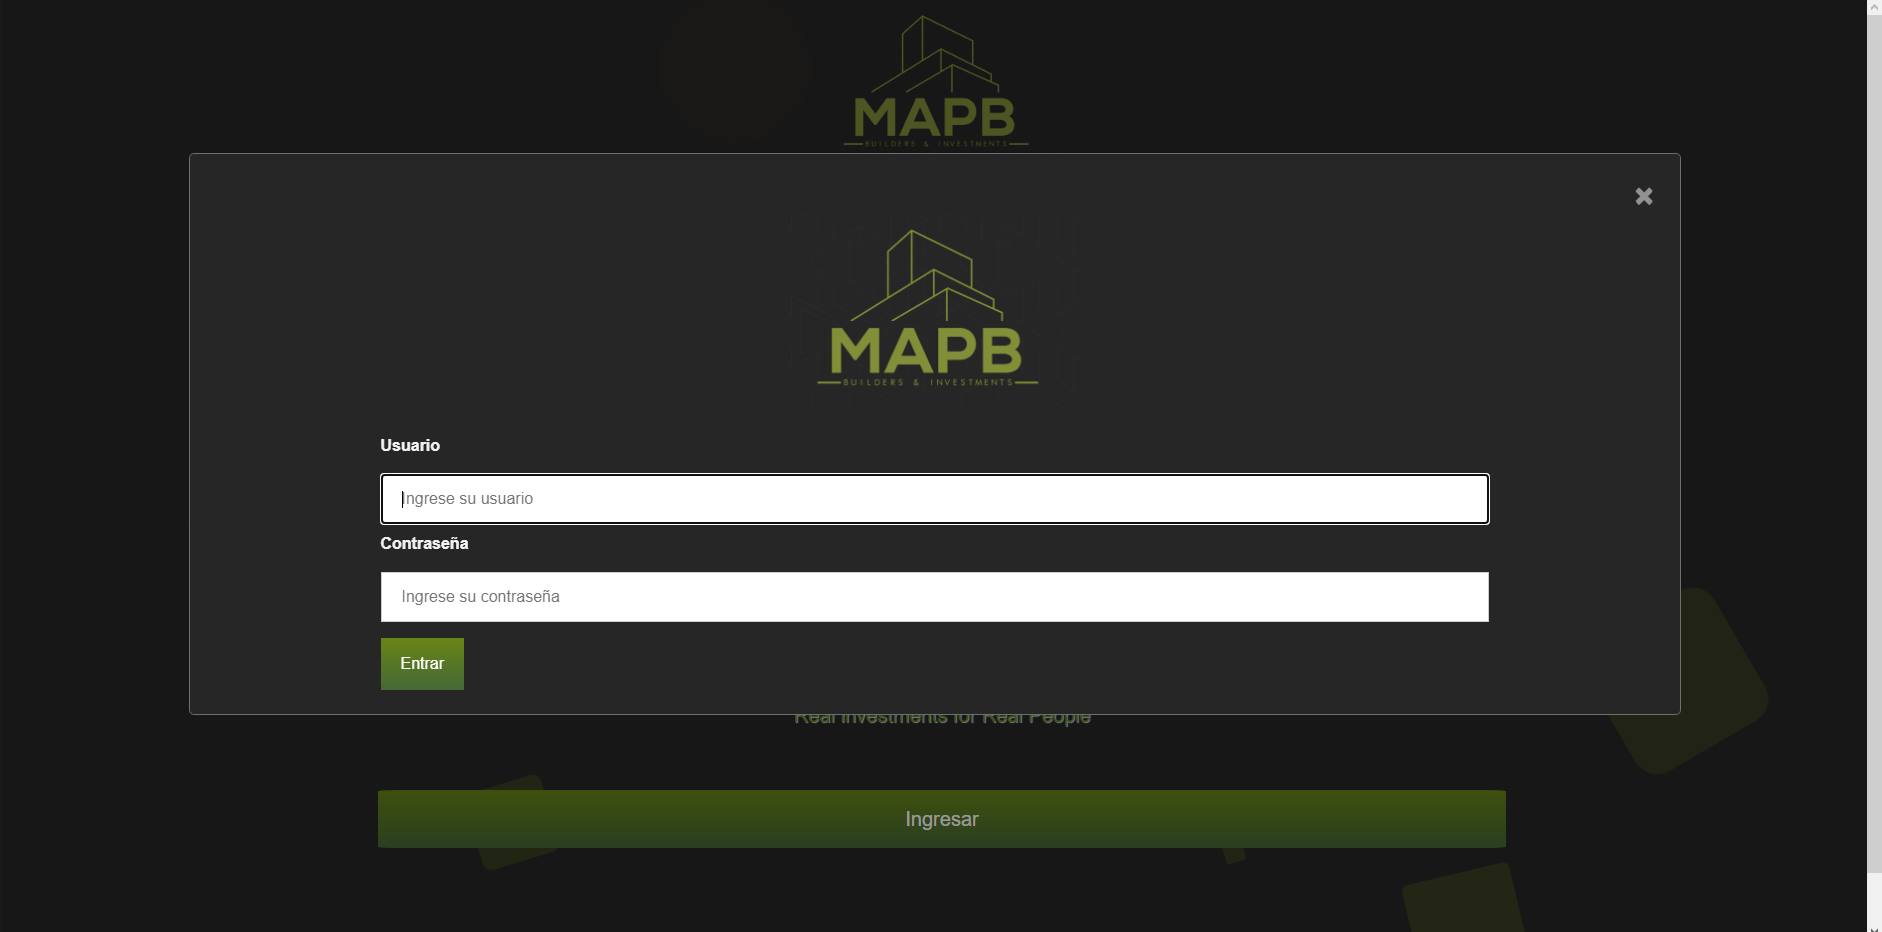 MAPB
BUILDERS & INVESTMENTS
MAPB
BUILDERS & INVESTMENTS
Usuario
Ingrese su usuario
Contraseña
Ingrese su contraseña
Entrar
Real Investments for Real People
Ingresar